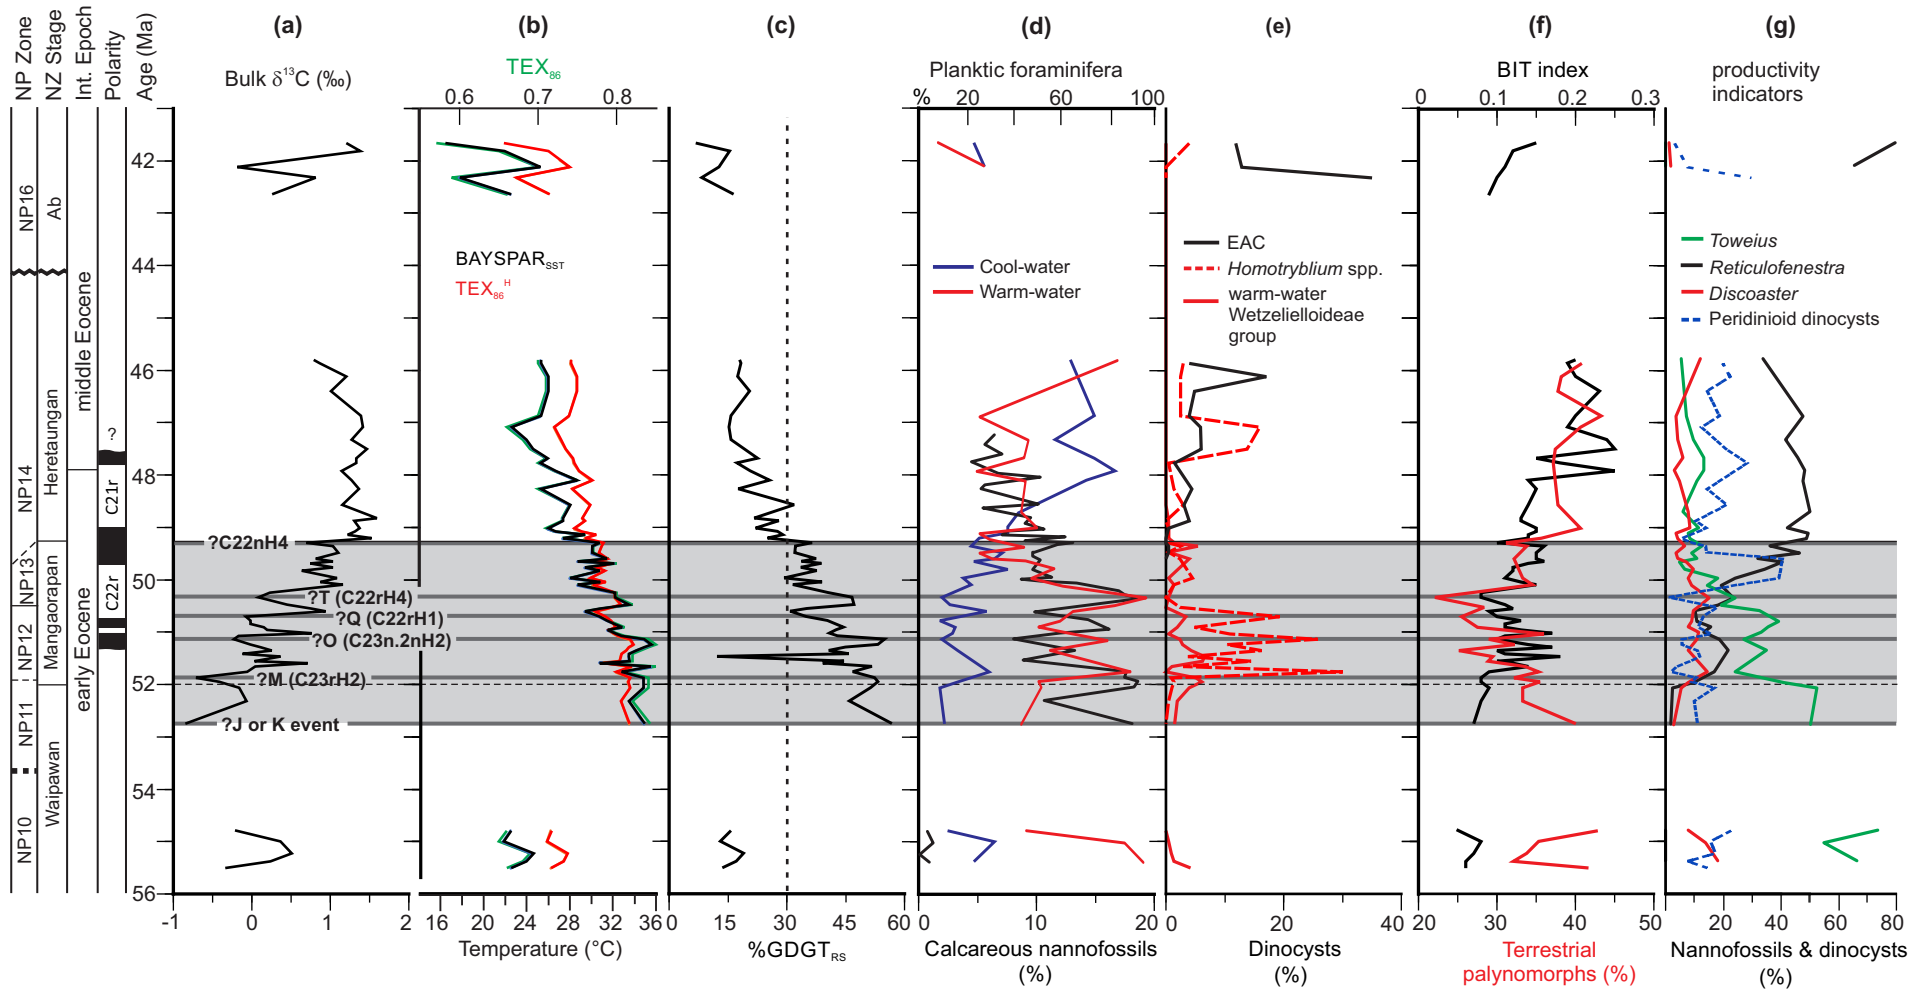 NP Zone
NZ Stage
Int. Epoch
Polarity
Age (Ma)
(a)
(b)
(c)
(d)
(e)
(f)
(g)
Bulk δ13C (‰)
TEX86
Planktic foraminifera
BIT index
productivity
indicators
0.6 0.7 0.8
% 20 60 100
0 0.1 0.2 0.3
42
44
46
48
50
52
54
56
NP16
NP14
NP13
NP12
NP11
NP10
Ab
Heretaungan
Mangaorapan
Waipawan
middle Eocene
early Eocene
?
C21r
C22r
BAYSPARSST
TEX86H
Cool-water
Warm-water
EAC
Homotryblium spp.
warm-water
Wetzelielloideae
group
Toweius
Reticulofenestra
Discoaster
Peridinioid dinocysts
?C22nH4
?T (C22rH4)
?Q (C22rH1)
?O (C23n.2nH2)
?M (C23rH2)
?J or K event
-1 0 1 2
16 20 24 28 32 36
0 15 30 45 60
0 10 20
0 20 40
20 30 40 50
0 20 40 60 80
Temperature (°C)
%GDGTRS
Calcareous nannofossils
(%)
Dinocysts
(%)
Terrestrial
palynomorphs (%)
Nannofossils & dinocysts
(%)